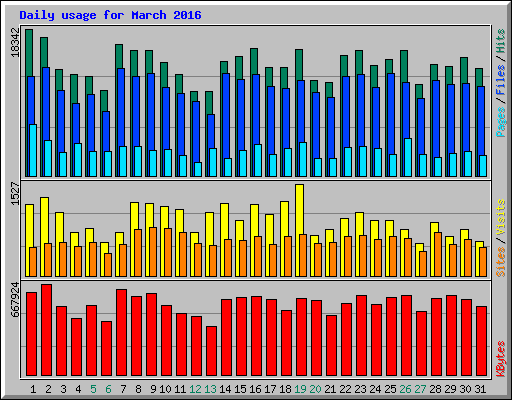 Daily usage for March 2016
18342
Pages / Files / Hits
1527
Sites / Visits
667924
KBytes
1 2 3 4 5 6 7 8 9 10 11 12 13 14 15 16 17 18 19 20 21 22 23 24 25 26 27 28 29 30 31